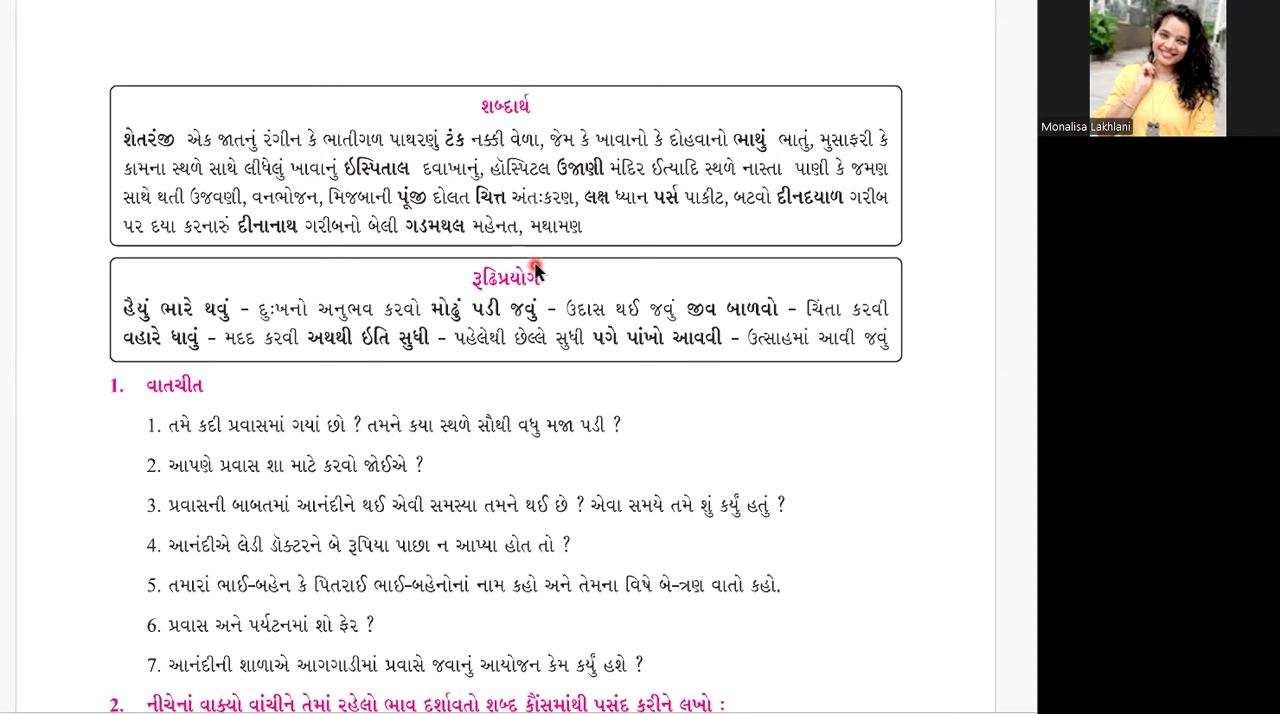 શબ્દાર્થ
શેતરંજી એક જાતનું રંગીન કે ભાતીગળ પાથરણું ટંક નક્કી વેળા, જેમ કે ખાવાનો કે દોહવાનો ભાથું ભાતું, મુસાફરી કે
કામના સ્થળે સાથે લીધેલું ખાવાનું ઇસ્પિતાલ દવાખાનું, હૉસ્પિટલ ઉજાણી મંદિર ઈત્યાદિ સ્થળે નાસ્તા પાણી કે જમણ
સાથે થતી ઉજવણી, વનભોજન, મિજબાની પૂંજી દોલત ચિત્ત અંતઃકરણ, લક્ષ ધ્યાન પર્સ પાકીટ, બટવો દીનદયાળ ગરીબ
પર દયા કરનારું દીનાનાથ ગરીબનો બેલી ગડમથલ મહેનત, મથામણ
રૂઢિપ્રયોગ
હૈયું ભારે થવું - દુઃખનો અનુભવ કરવો મોઢું પડી જવું - ઉદાસ થઈ જવું જીવ બાળવો - ચિંતા કરવી
વહારે ધાવું - મદદ કરવી અથથી ઇતિ સુધી - પહેલેથી છેલ્લે સુધી પગે પાંખો આવવી - ઉત્સાહમાં આવી જવું
1. વાતચીત
1. તમે કદી પ્રવાસમાં ગયાં છો ? તમને કયા સ્થળે સૌથી વધુ મજા પડી ?
2. આપણે પ્રવાસ શા માટે કરવો જોઈએ ?
3. પ્રવાસની બાબતમાં આનંદીને થઈ એવી સમસ્યા તમને થઈ છે ? એવા સમયે તમે શું કર્યું હતું ?
4. આનંદીએ લેડી ડૉક્ટરને બે રૂપિયા પાછા ન આપ્યા હોત તો ?
5. તમારાં ભાઈ-બહેન કે પિતરાઈ ભાઈ-બહેનોનાં નામ કહો અને તેમના વિષે બે-ત્રણ વાતો કહો.
6. પ્રવાસ અને પર્યટનમાં શો ફેર ?
7. આનંદીની શાળાએ આગગાડીમાં પ્રવાસે જવાનું આયોજન કેમ કર્યું હશે ?
2. નીચેનાં વાક્યો વાંચીને તેમાં રહેલો ભાવ દર્શાવતો શબ્દ કૌંસમાંથી પસંદ કરીને લખો :
Monalisa Lakhlani